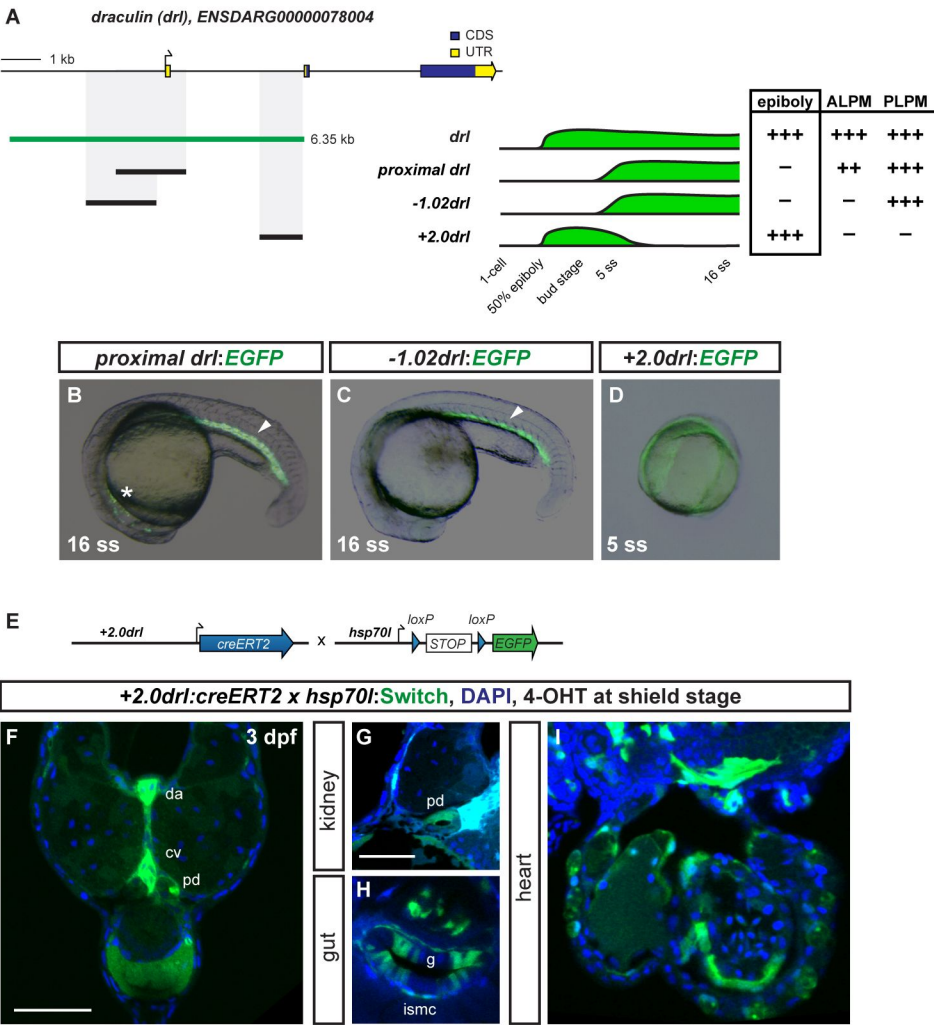 A
draculin (drl), ENSDARG00000078004
CDS
UTR
1 kb
6.35 kb
epiboly ALPM PLPM
drl +++ +++ +++
proximal drl – ++ +++
-1.02drl – – +++
+2.0drl +++ – –
1-cell
50% epiboly
bud stage
5 ss
16 ss
proximal drl:EGFP
-1.02drl:EGFP
+2.0drl:EGFP
B
*
16 ss
C
16 ss
D
5 ss
E
+2.0drl
creERT2
x
hsp70l
loxP
STOP
loxP
EGFP
+2.0drl:creERT2 x hsp70l:Switch, DAPI, 4-OHT at shield stage
F
3 dpf
da
cv
pd
kidney
G
pd
gut
H
g
ismc
heart
I